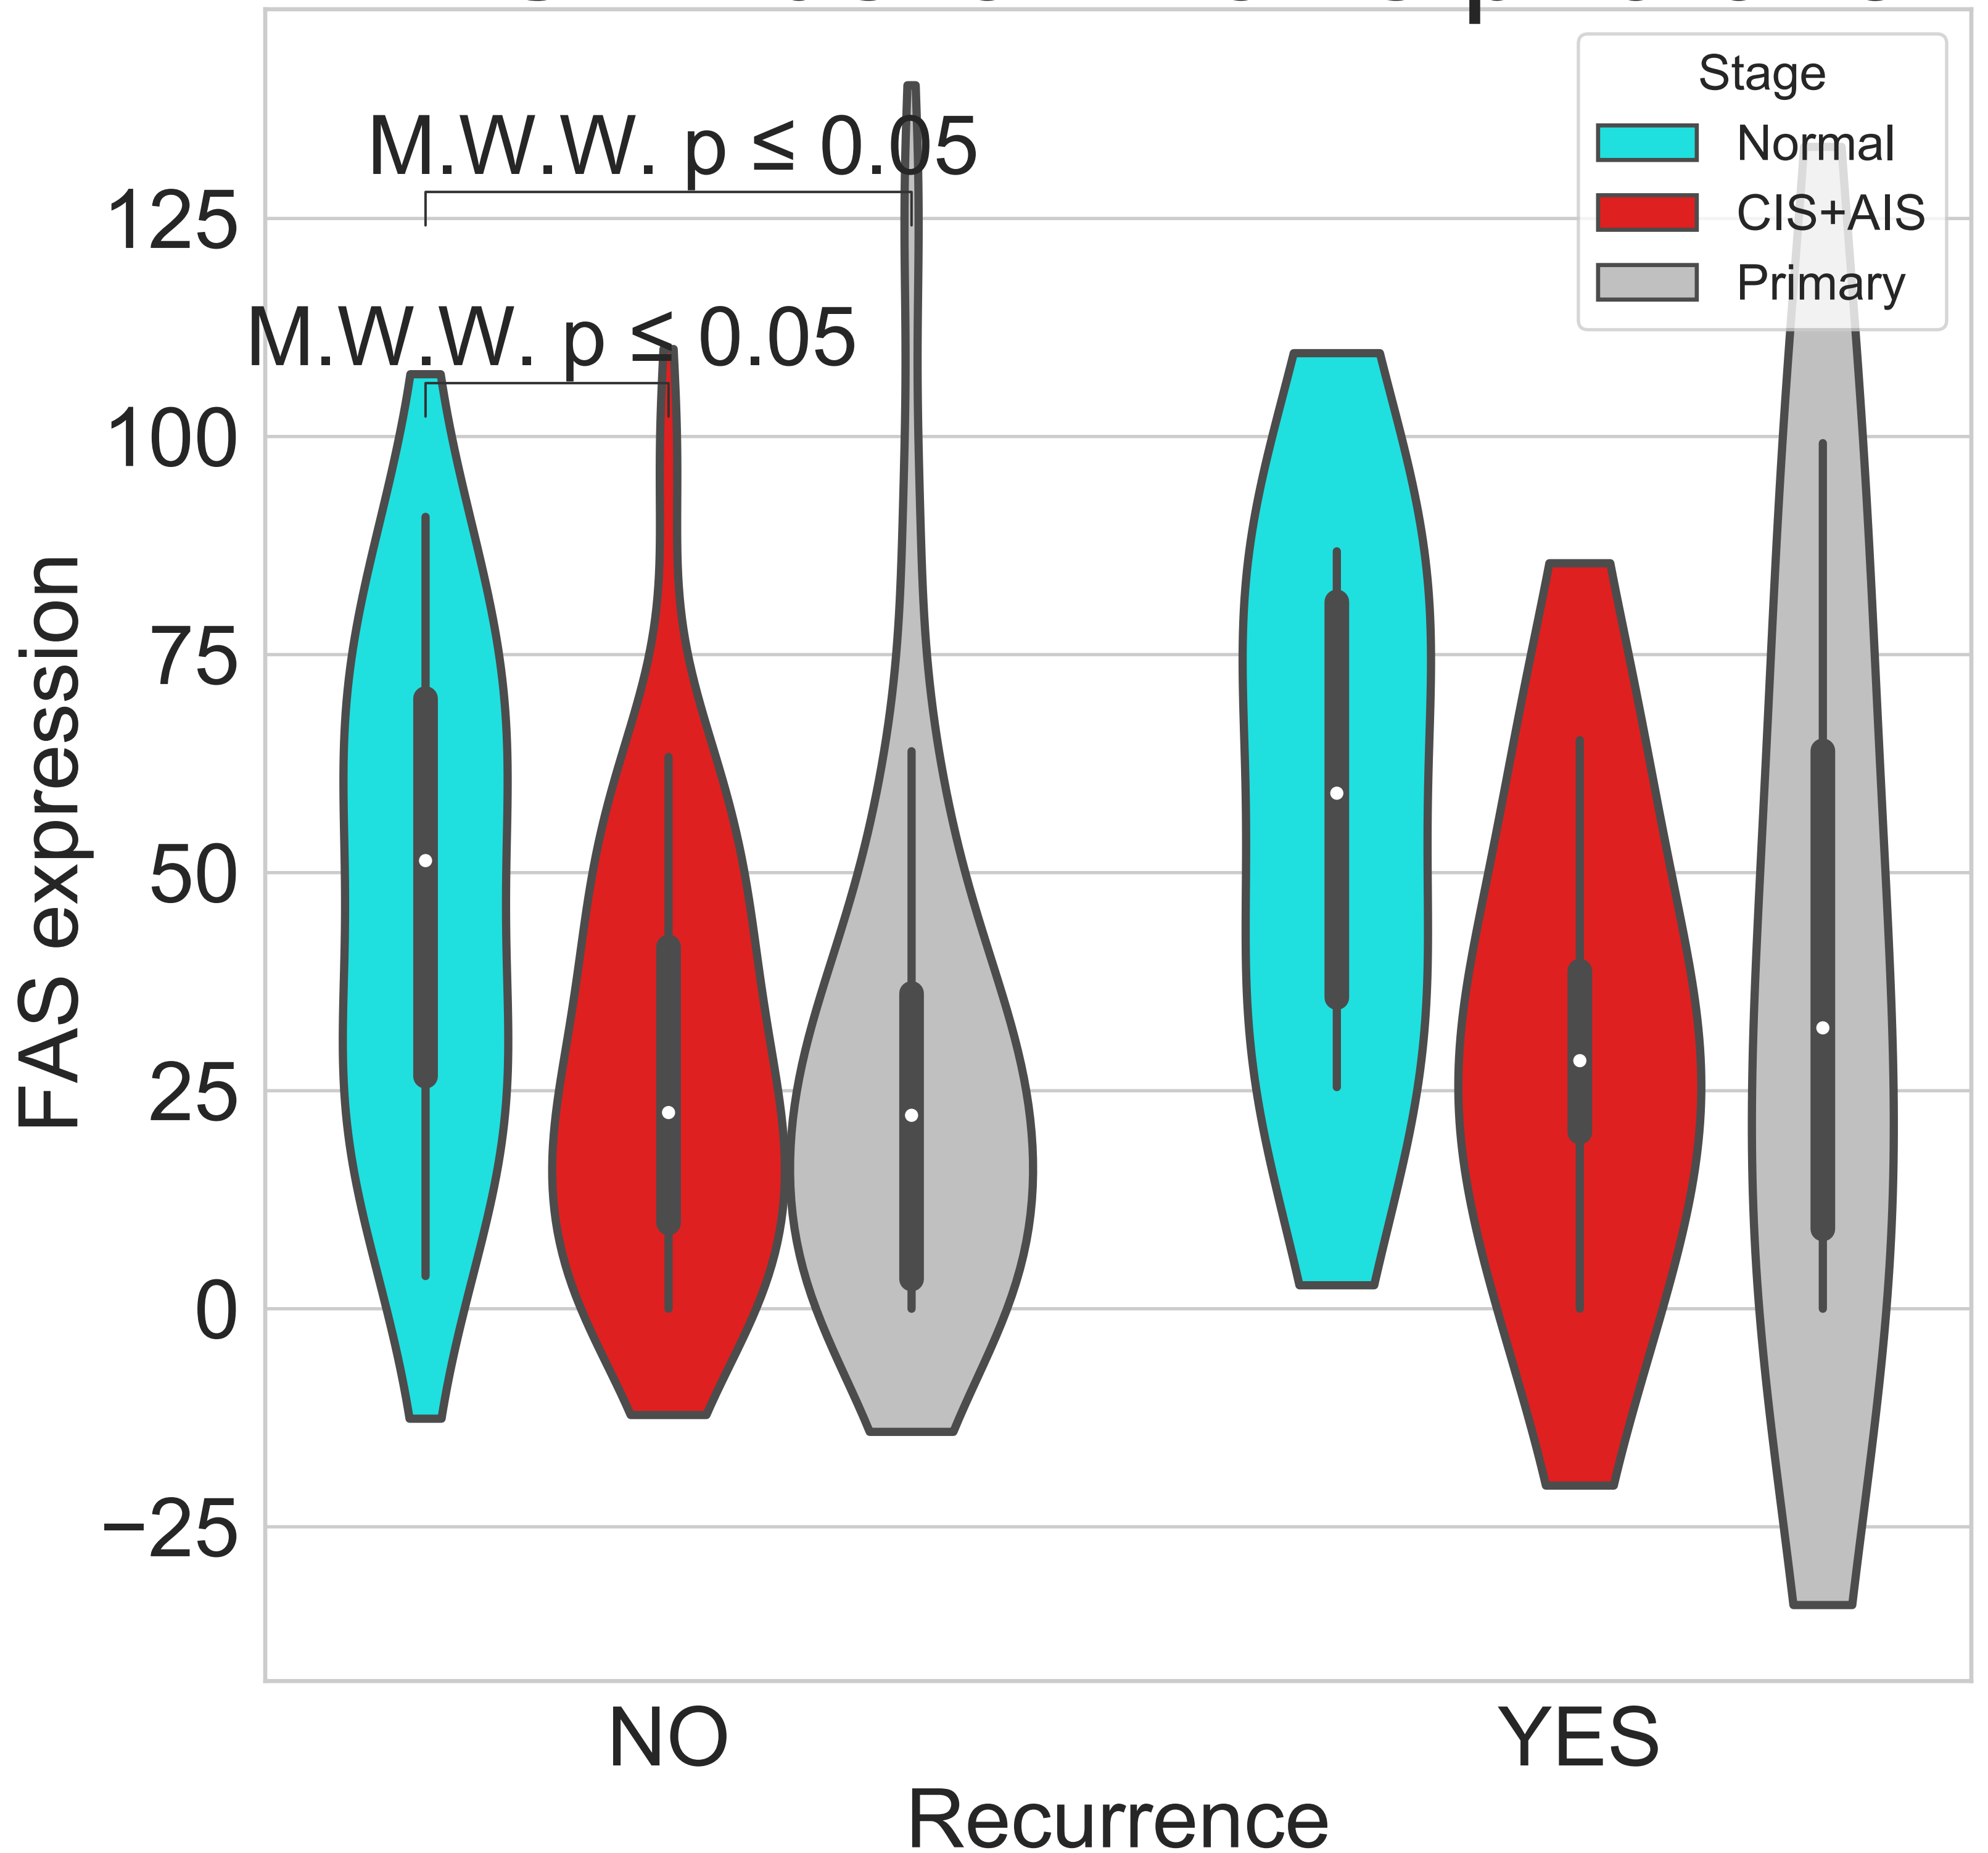 Stage
Normal
CIS+AIS
Primary
M.W.W. p ≤ 0.05
M.W.W. p ≤ 0.05
125
100
75
50
25
0
−25
FAS expression
NO
YES
Recurrence